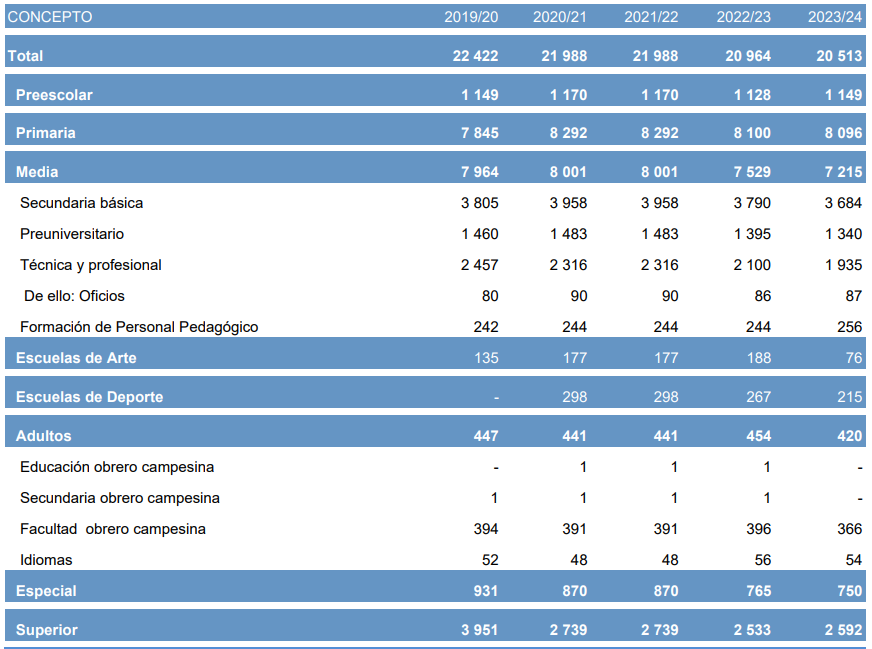 CONCEPTO 2019/20 2020/21 2021/22 2022/23 2023/24
Total 22 422 21 988 21 988 20 964 20 513
Preescolar 1 149 1 170 1 170 1 128 1 149
Primaria 7 845 8 292 8 292 8 100 8 096
Media 7 964 8 001 8 001 7 529 7 215
Secundaria básica 3 805 3 958 3 958 3 790 3 684
Preuniversitario 1 460 1 483 1 483 1 395 1 340
Técnica y profesional 2 457 2 316 2 316 2 100 1 935
De ello: Oficios 80 90 90 86 87
Formación de Personal Pedagógico 242 244 244 244 256
Escuelas de Arte 135 177 177 188 76
Escuelas de Deporte - 298 298 267 215
Adultos 447 441 441 454 420
Educación obrero campesina - 1 1 1 -
Secundaria obrero campesina 1 1 1 1 -
Facultad obrero campesina 394 391 391 396 366
Idiomas 52 48 48 56 54
Especial 931 870 870 765 750
Superior 3 951 2 739 2 739 2 533 2 592